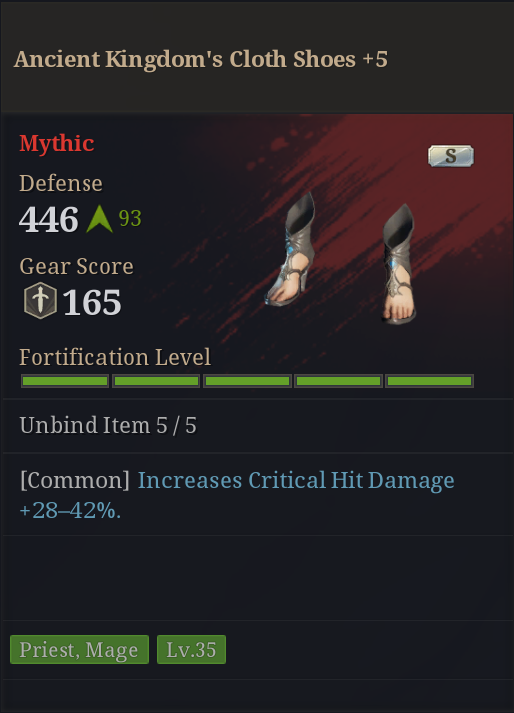 Ancient Kingdom's Cloth Shoes +5
Mythic
S
Defense
446 93
Gear Score
165
Fortification Level
Unbind Item 5 / 5
[Common] Increases Critical Hit Damage
+28–42%.
Priest, Mage Lv.35